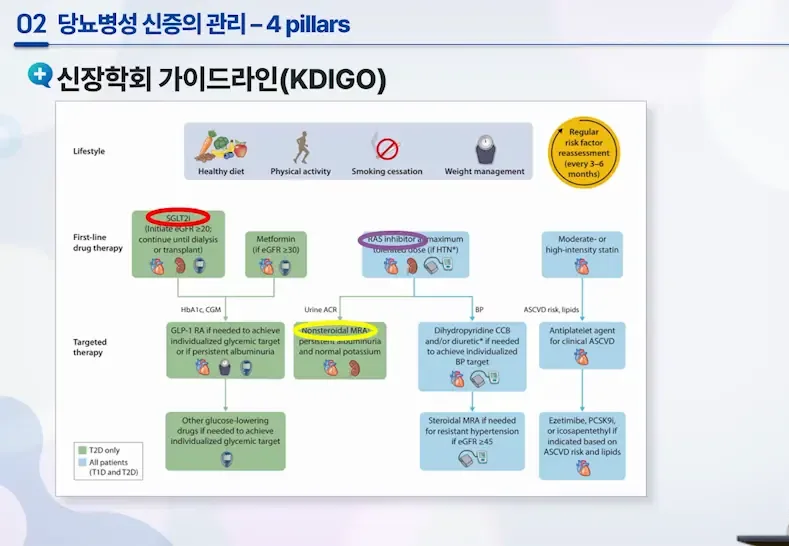 02 당뇨병성 신증의 관리 – 4 pillars
신장학회 가이드라인(KDIGO)
Lifestyle
Healthy diet
Physical activity
Smoking cessation
Weight management
Regular
risk factor
reassessment
(every 3–6
months)
First-line
drug therapy
SGLT2i
(Initiate eGFR ≥20;
continue until dialysis
or transplant)
Metformin
(if eGFR ≥30)
RAS inhibitor at maximum
tolerated dose (if HTN*)
Moderate- or
high-intensity statin
HbA1c, CGM
Urine ACR
BP
ASCVD risk, lipids
Targeted
therapy
GLP-1 RA if needed to achieve
individualized glycemic target
or if persistent albuminuria
Nonsteroidal MRA
persistent albuminuria
and normal potassium
Dihydropyridine CCB
and/or diuretic* if needed
to achieve individualized
BP target
Antiplatelet agent
for clinical ASCVD
Other glucose-lowering
drugs if needed to achieve
individualized glycemic target
Steroidal MRA if needed
for resistant hypertension
if eGFR ≥45
Ezetimibe, PCSK9i,
or icosapentethyl if
indicated based on
ASCVD risk and lipids
T2D only
All patients
(T1D and T2D)